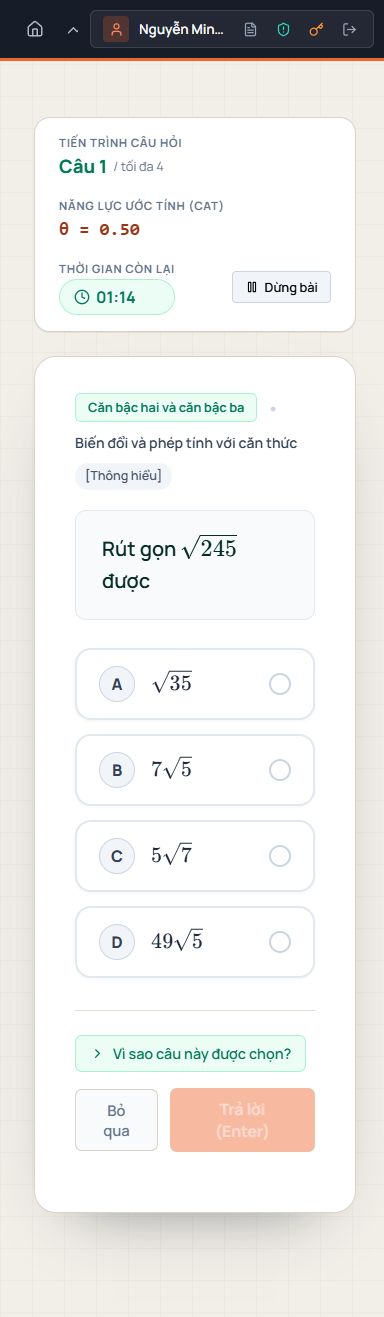 Nguyễn Min...
TIẾN TRÌNH CÂU HỎI
Câu 1 / tối đa 4
NĂNG LỰC ƯỚC TÍNH (CAT)
θ = 0.50
THỜI GIAN CÒN LẠI
01:14
Dừng bài
Căn bậc hai và căn bậc ba
Biến đổi và phép tính với căn thức
[Thông hiểu]
Rút gọn √245
được
A √35
B 7√5
C 5√7
D 49√5
Vì sao câu này được chọn?
Bỏ
qua
Trả lời
(Enter)